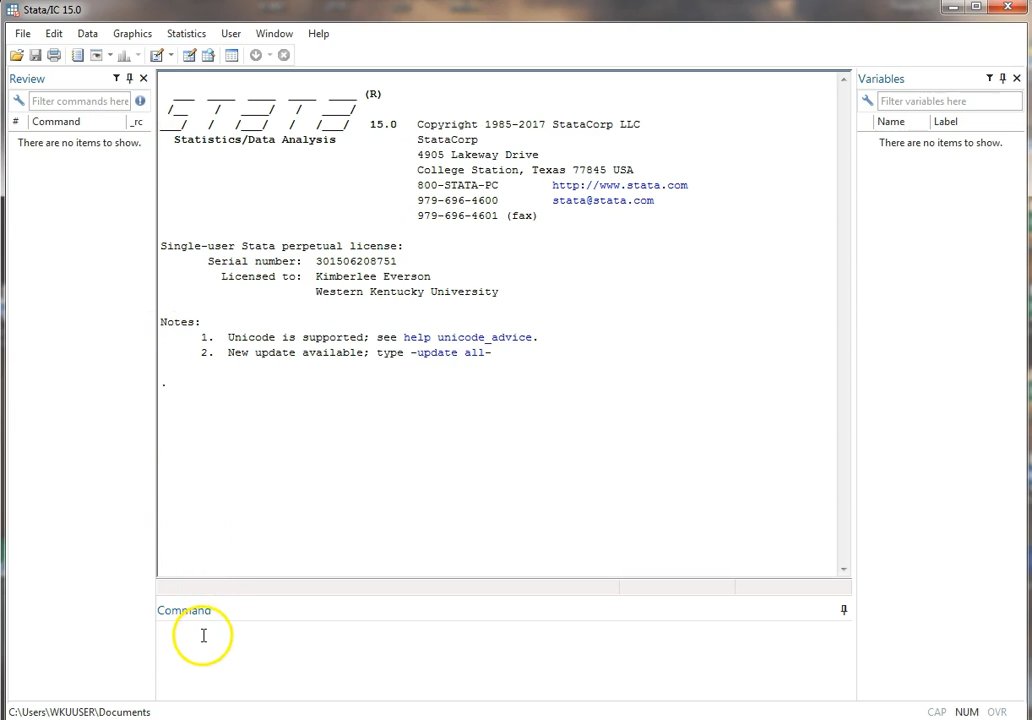 Stata/IC 15.0
File Edit Data Graphics Statistics User Window Help
Review
Filter commands here
# Command _rc
There are no items to show.
(R)
15.0 Copyright 1985-2017 StataCorp LLC
Statistics/Data Analysis StataCorp
4905 Lakeway Drive
College Station, Texas 77845 USA
800-STATA-PC http://www.stata.com
979-696-4600 stata@stata.com
979-696-4601 (fax)
Single-user Stata perpetual license:
Serial number: 301506208751
Licensed to: Kimberlee Everson
Western Kentucky University
Notes:
1. Unicode is supported; see help unicode_advice.
2. New update available; type -update all-
.
Variables
Filter variables here
Name Label
There are no items to show.
Command
C:\Users\WKUUSER\Documents
CAP NUM OVR